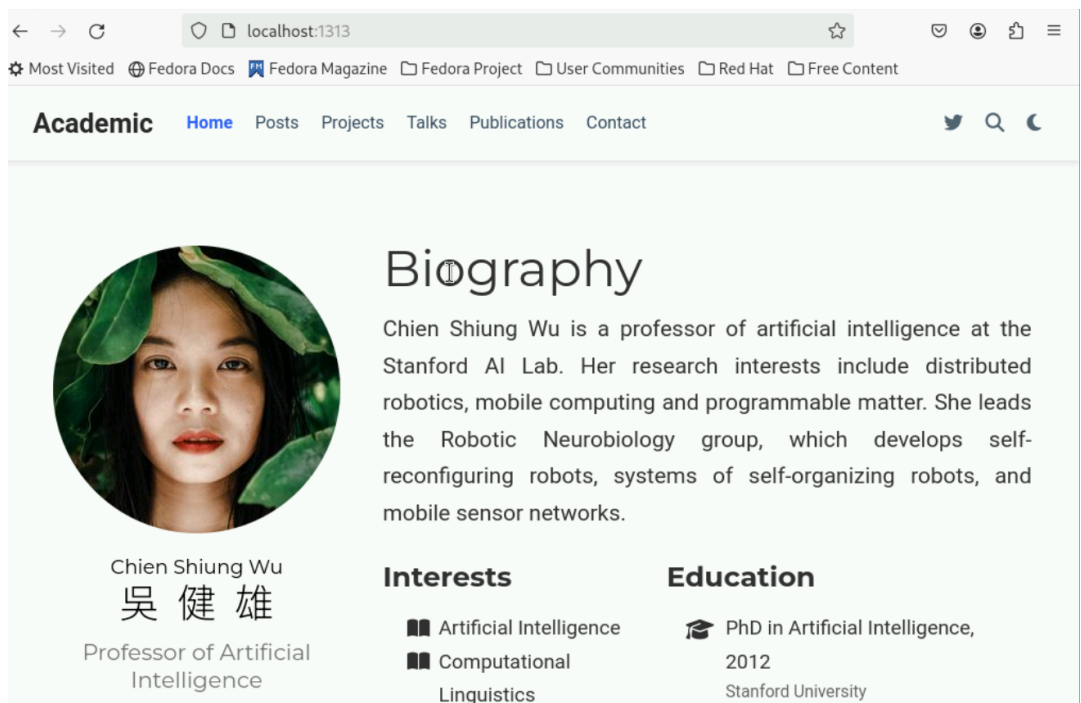 localhost:1313
Most Visited Fedora Docs Fedora Magazine Fedora Project User Communities Red Hat Free Content
Academic Home Posts Projects Talks Publications Contact
Biography
Chien Shiung Wu is a professor of artificial intelligence at the
Stanford AI Lab. Her research interests include distributed
robotics, mobile computing and programmable matter. She leads
the Robotic Neurobiology group, which develops self-
reconfiguring robots, systems of self-organizing robots, and
mobile sensor networks.
Chien Shiung Wu
吳健雄
Professor of Artificial
Intelligence
Interests
Artificial Intelligence
Computational
Linguistics
Education
PhD in Artificial Intelligence,
2012
Stanford University